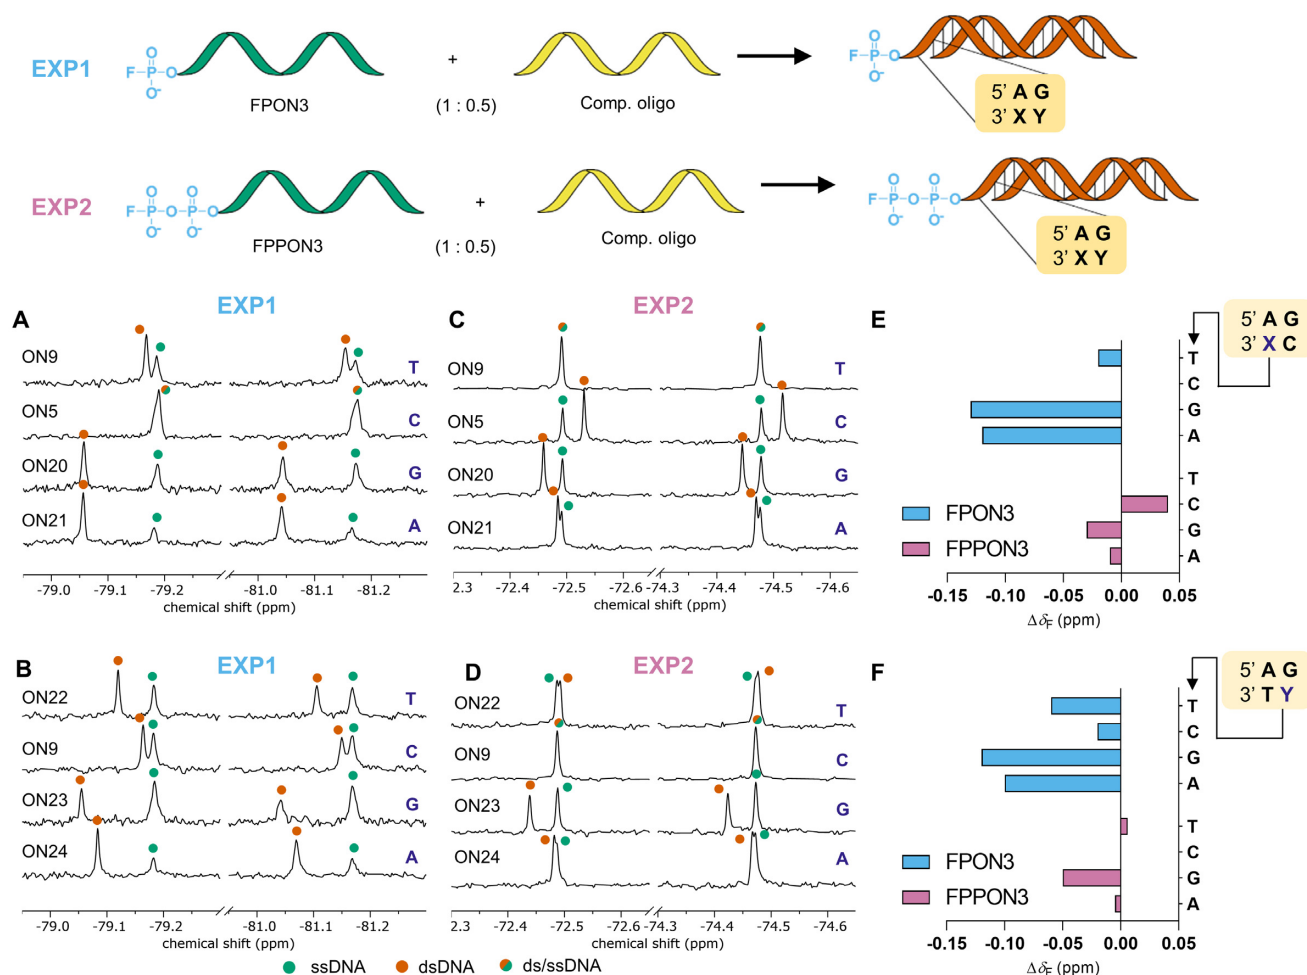 EXP1
F-P-O
O
O-
FPON3
+
(1 : 0.5)
Comp. oligo
F-P-O
O
O-
5' A G
3' X Y
EXP2
O O
F-P-O-P-O
O- O-
FPPON3
+
(1 : 0.5)
Comp. oligo
O O
F-P-O-P-O
O- O-
5' A G
3' X Y
A
EXP1
ON9
T
ON5
C
ON20
G
ON21
A
-79.0 -79.1 -79.2 -81.0 -81.1 -81.2
chemical shift (ppm)
C
EXP2
ON9
T
ON5
C
ON20
G
ON21
A
2.3 -72.4 -72.5 -72.6 -74.3 -74.4 -74.5 -74.6
chemical shift (ppm)
E
5' A G
3' X C
T
C
G
A
T
C
G
A
FPON3
FPPON3
-0.15 -0.10 -0.05 0.00 0.05
ΔδF (ppm)
B
EXP1
ON22
T
ON9
C
ON23
G
ON24
A
-79.0 -79.1 -79.2 -81.0 -81.1 -81.2
chemical shift (ppm)
D
EXP2
ON22
T
ON9
C
ON23
G
ON24
A
2.3 -72.4 -72.5 -72.6 -74.3 -74.4 -74.5 -74.6
chemical shift (ppm)
F
5' A G
3' T Y
T
C
G
A
T
C
G
A
FPON3
FPPON3
-0.15 -0.10 -0.05 0.00 0.05
ΔδF (ppm)
ssDNA dsDNA ds/ssDNA